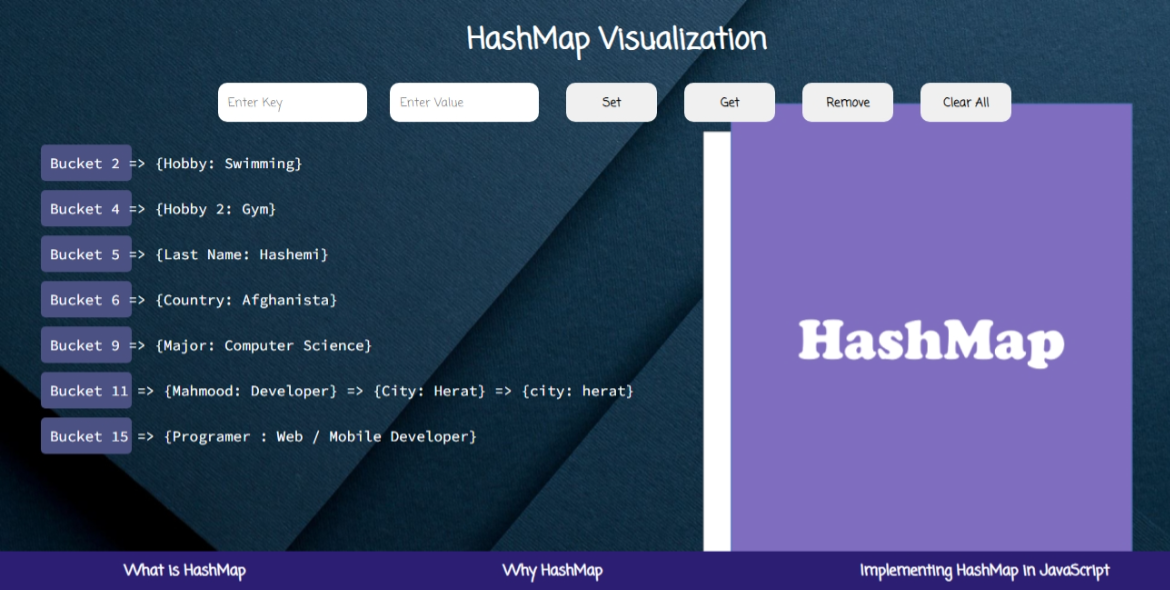 HashMap Visualization
Enter Key Enter Value Set Get Remove Clear All
Bucket 2 => {Hobby: Swimming}
Bucket 4 => {Hobby 2: Gym}
Bucket 5 => {Last Name: Hashemi}
Bucket 6 => {Country: Afghanista}
Bucket 9 => {Major: Computer Science}
HashMap
Bucket 11 => {Mahmood: Developer} => {City: Herat} => {city: herat}
Bucket 15 => {Programer : Web / Mobile Developer}
What is HashMap Why HashMap Implementing HashMap in JavaScript